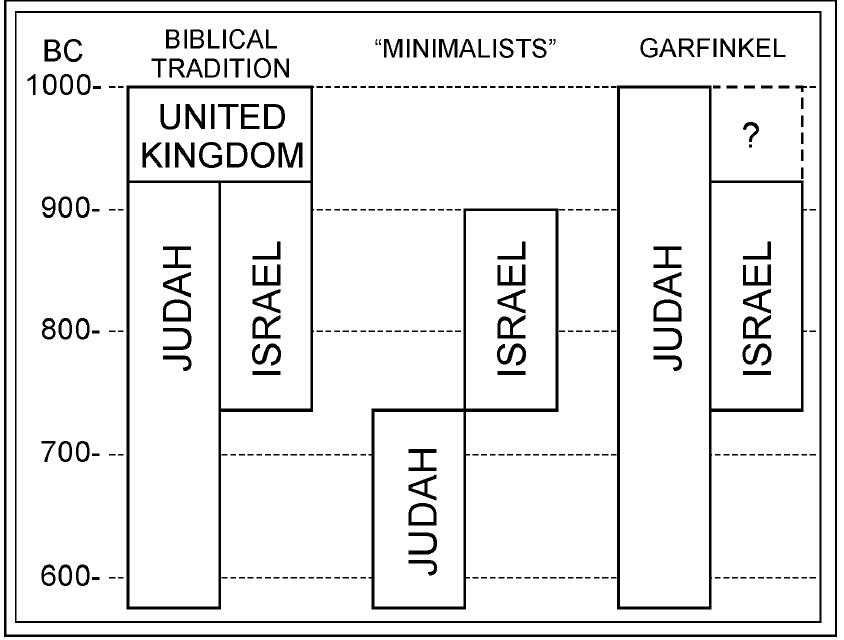 BC
BIBLICAL
TRADITION
“MINIMALISTS”
GARFINKEL
1000-
900-
800-
700-
600-
UNITED
KINGDOM
JUDAH
ISRAEL
JUDAH
ISRAEL
JUDAH
?
ISRAEL